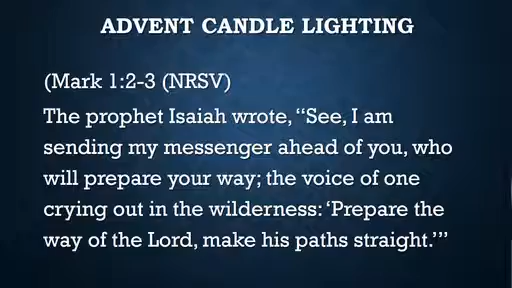 ADVENT CANDLE LIGHTING
(Mark 1:2-3 (NRSV)
The prophet Isaiah wrote, “See, I am
sending my messenger ahead of you, who
will prepare your way; the voice of one
crying out in the wilderness: ‘Prepare the
way of the Lord, make his paths straight.’”